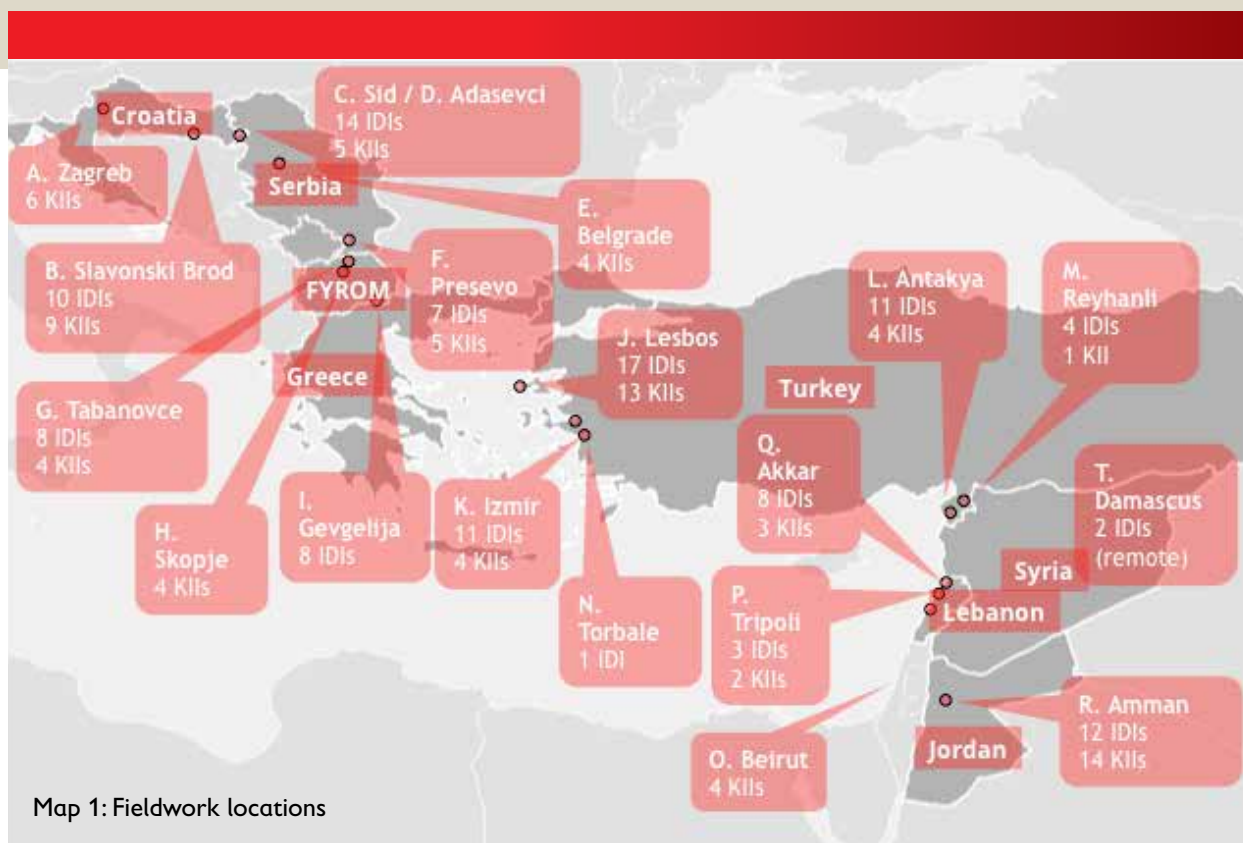 Croatia
C. Sid / D. Adasevci
14 IDIs
5 KIIs
A. Zagreb
6 KIIs
Serbia
E.
Belgrade
4 KIIs
B. Slavonski Brod
10 IDIs
9 KIIs
FYROM
F.
Presevo
7 IDIs
5 KIIs
L. Antakya
11 IDIs
4 KIIs
M.
Reyhanli
4 IDIs
1 KII
J. Lesbos
17 IDIs
13 KIIs
Greece
Turkey
G. Tabanovce
8 IDIs
4 KIIs
Q.
Akkar
8 IDIs
3 KIIs
T.
Damascus
2 IDIs
(remote)
H.
Skopje
4 KIIs
I.
Gevgelija
8 IDIs
K. Izmir
11 IDIs
4 KIIs
Syria
Lebanon
N.
Torbale
1 IDI
P.
Tripoli
3 IDIs
2 KIIs
R. Amman
12 IDIs
14 KIIs
O. Beirut
4 KIIs
Jordan
Map 1: Fieldwork locations